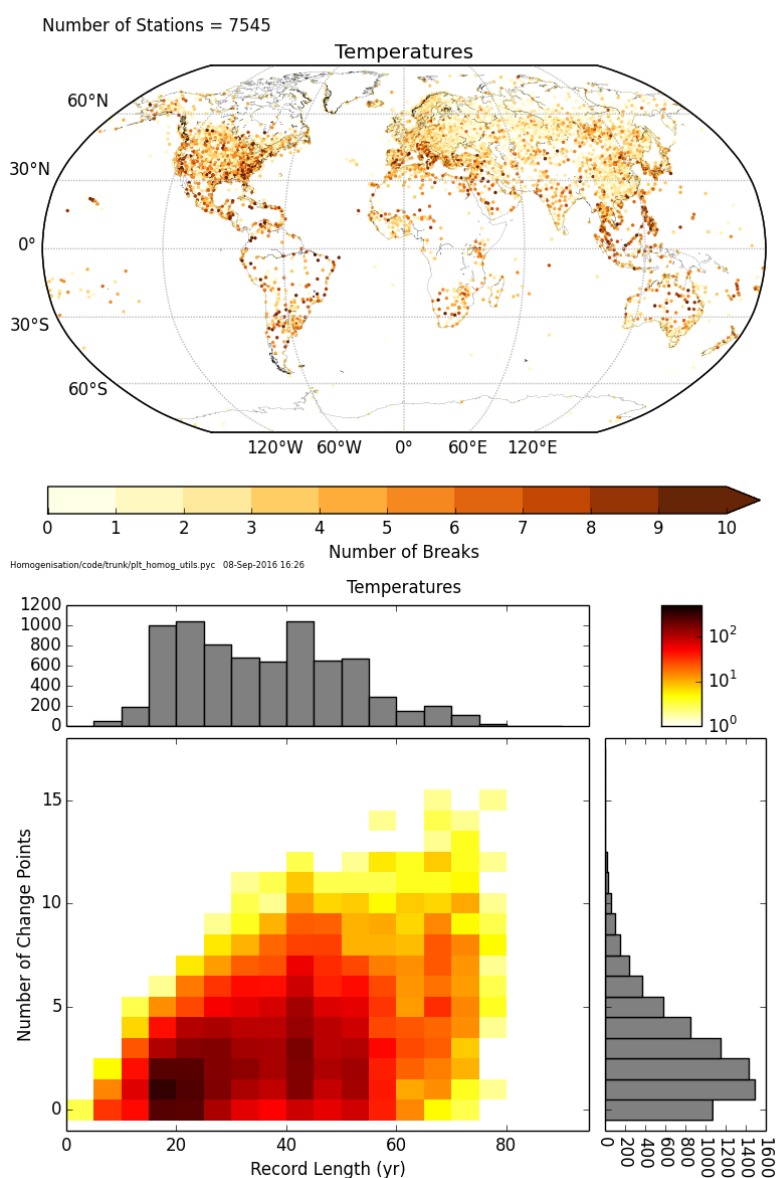 Number of Stations = 7545
Temperatures
60°N
30°N
0°
30°S
60°S
120°W 60°W 0° 60°E 120°E
0 1 2 3 4 5 6 7 8 9 10
Number of Breaks
Homogenisation/code/trunk/plt_homog_utils.pyc 08-Sep-2016 16:26
Temperatures
1200
1000
800
600
400
200
0
10²
10¹
10⁰
15
10
5
0
Number of Change Points
0 20 40 60 80
Record Length (yr)
0 200 400 600 800 1000 1200 1400 1600